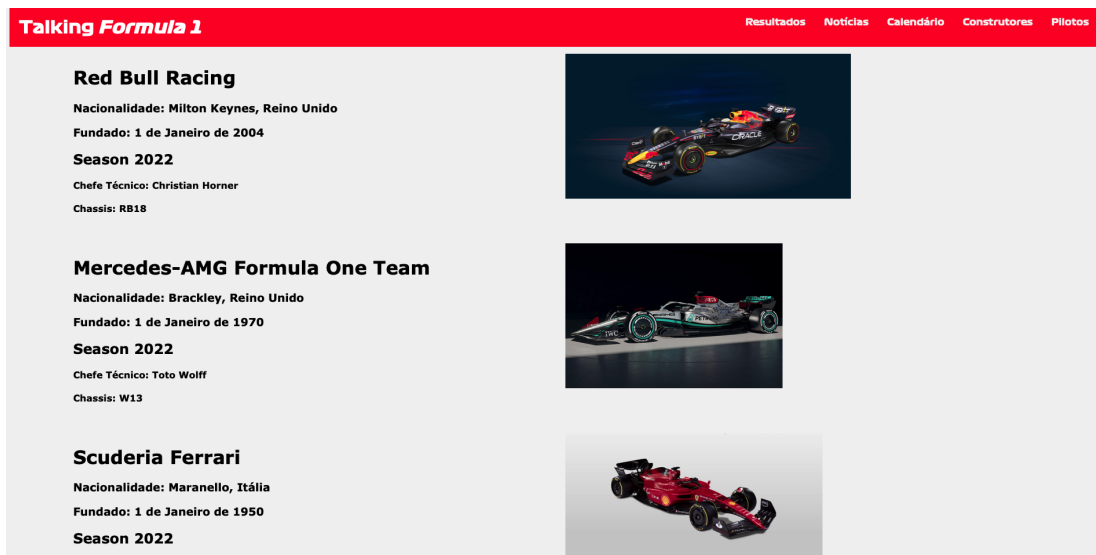 Talking Formula 1
Resultados Notícias Calendário Construtores Pilotos
Red Bull Racing
Nacionalidade: Milton Keynes, Reino Unido
Fundado: 1 de Janeiro de 2004
Season 2022
Chefe Técnico: Christian Horner
Chassis: RB18
ORACLE
Mercedes-AMG Formula One Team
Nacionalidade: Brackley, Reino Unido
Fundado: 1 de Janeiro de 1970
Season 2022
Chefe Técnico: Toto Wolff
Chassis: W13
IWC
Scuderia Ferrari
Nacionalidade: Maranello, Itália
Fundado: 1 de Janeiro de 1950
Season 2022